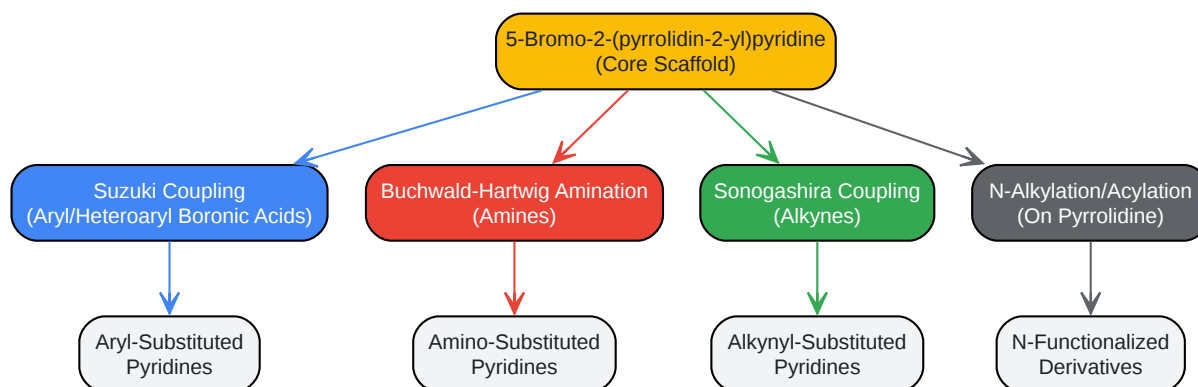 5-Bromo-2-(pyrrolidin-2-yl)pyridine
(Core Scaffold)
Suzuki Coupling
(Aryl/Heteroaryl Boronic Acids)
Buchwald-Hartwig Amination
(Amines)
Sonogashira Coupling
(Alkynes)
N-Alkylation/Acylation
(On Pyrrolidine)
Aryl-Substituted
Pyridines
Amino-Substituted
Pyridines
Alkynyl-Substituted
Pyridines
N-Functionalized
Derivatives